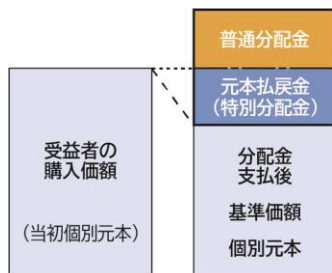 普通分配金
元本払戻金
(特別分配金)
受益者の
購入価額
(当初個別元本)
分配金
支払後
基準価額
個別元本